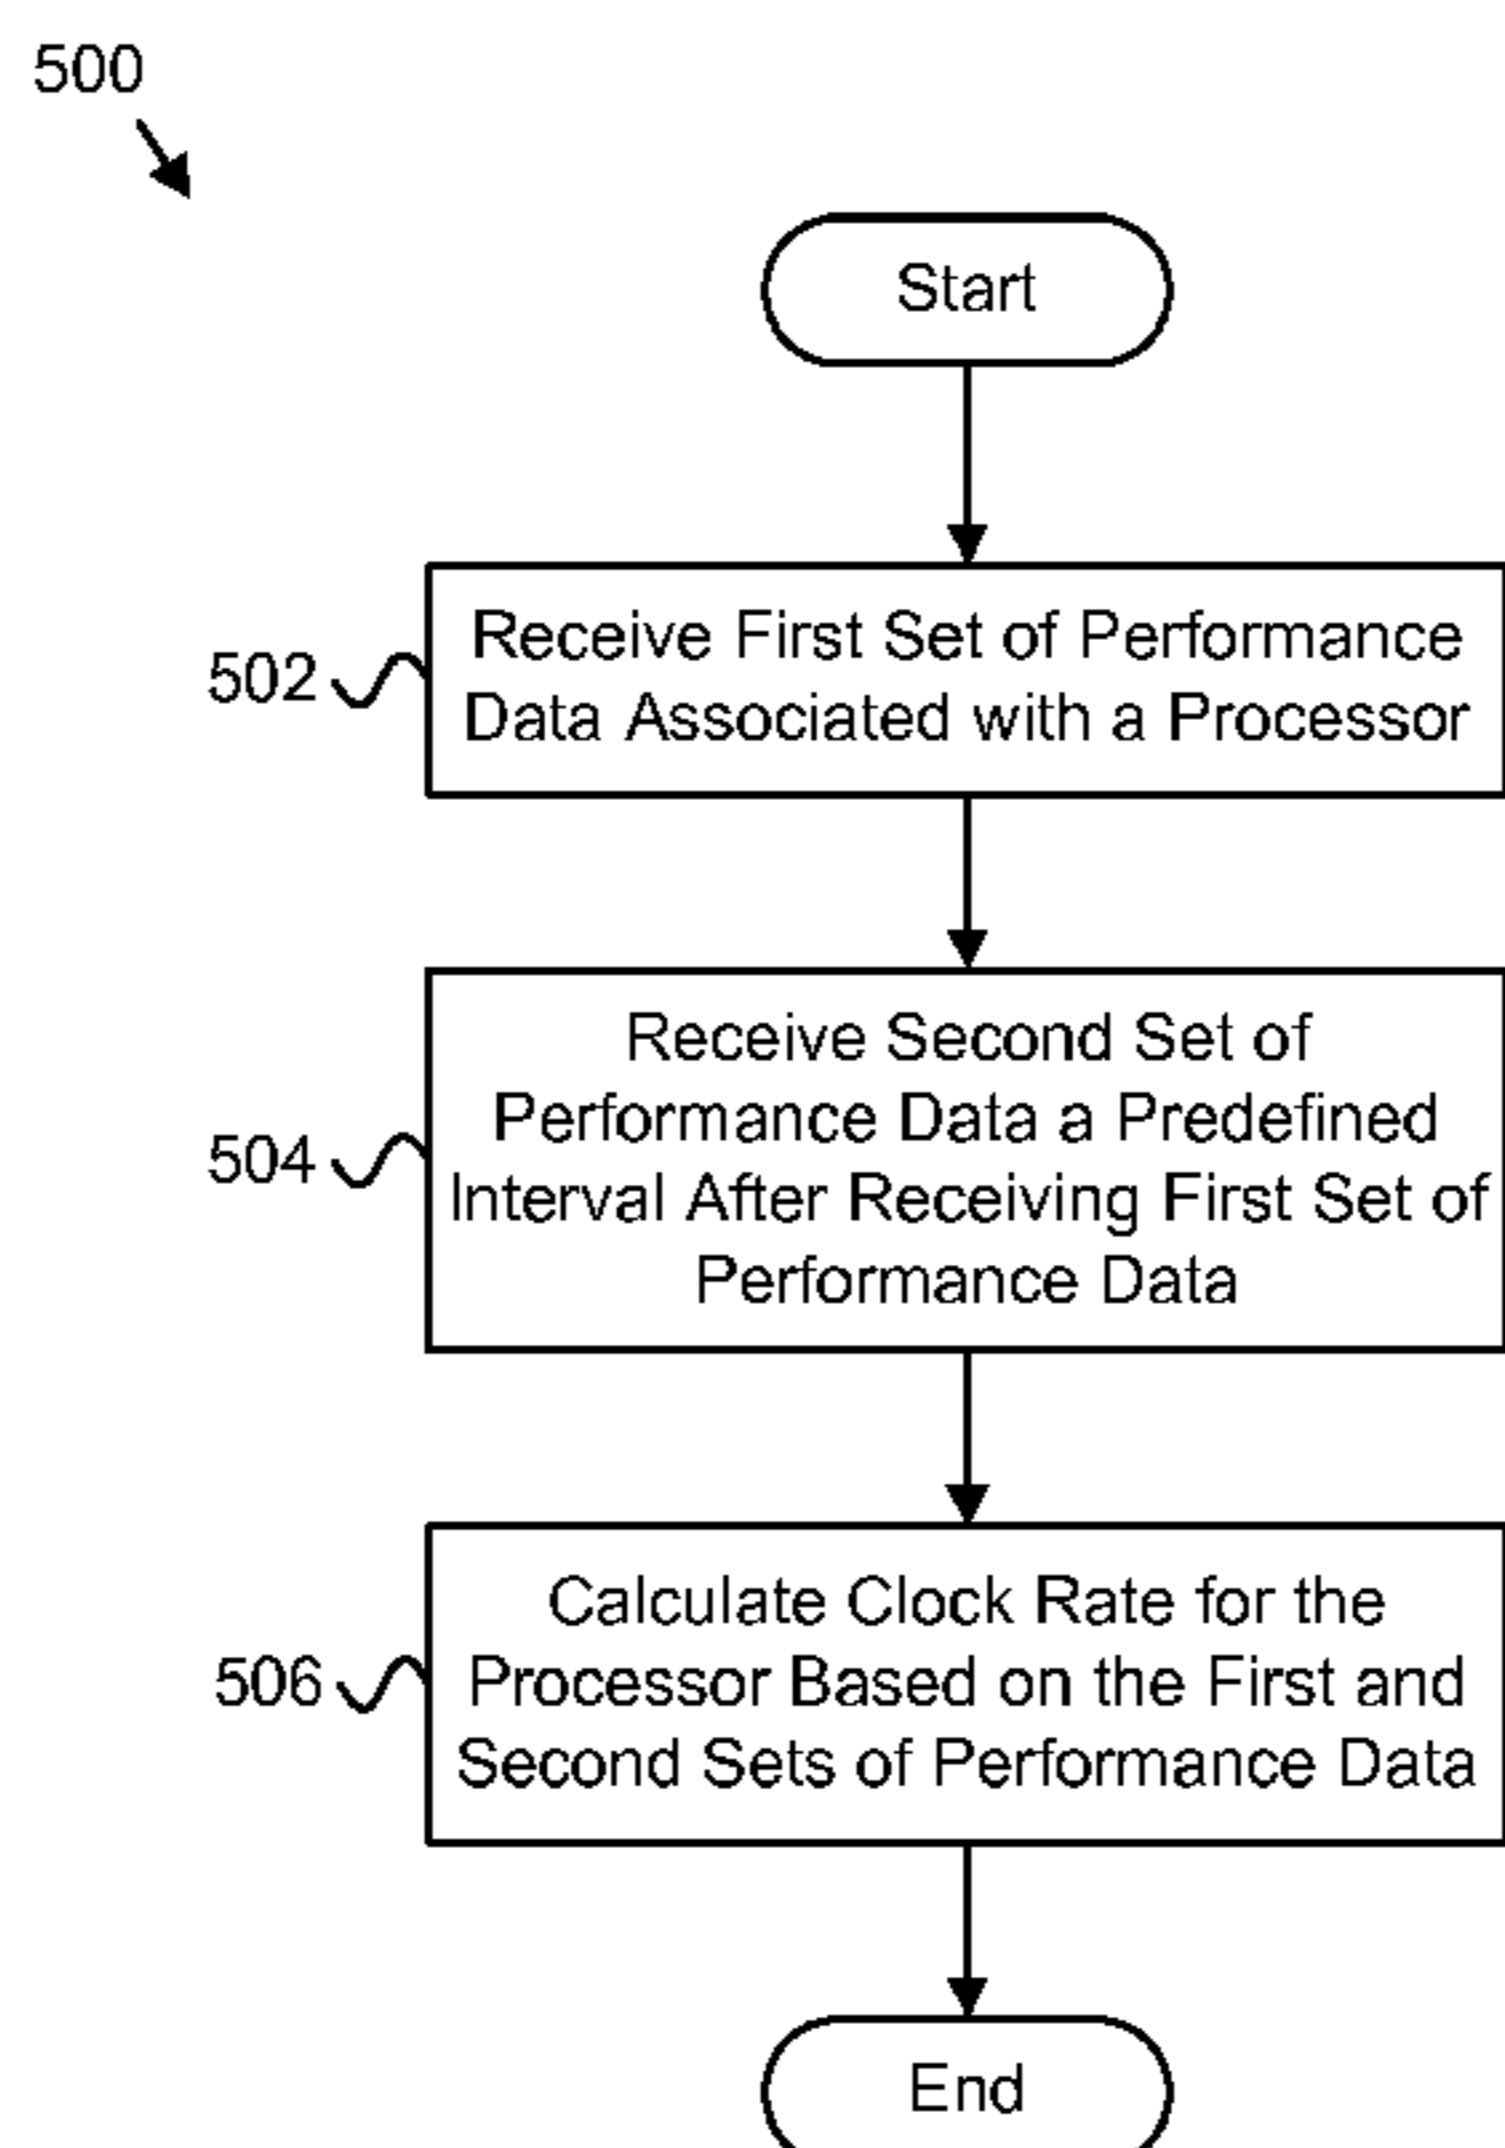 500
Start
502
Receive First Set of Performance
Data Associated with a Processor
504
Receive Second Set of
Performance Data a Predefined
Interval After Receiving First Set of
Performance Data
506
Calculate Clock Rate for the
Processor Based on the First and
Second Sets of Performance Data
End